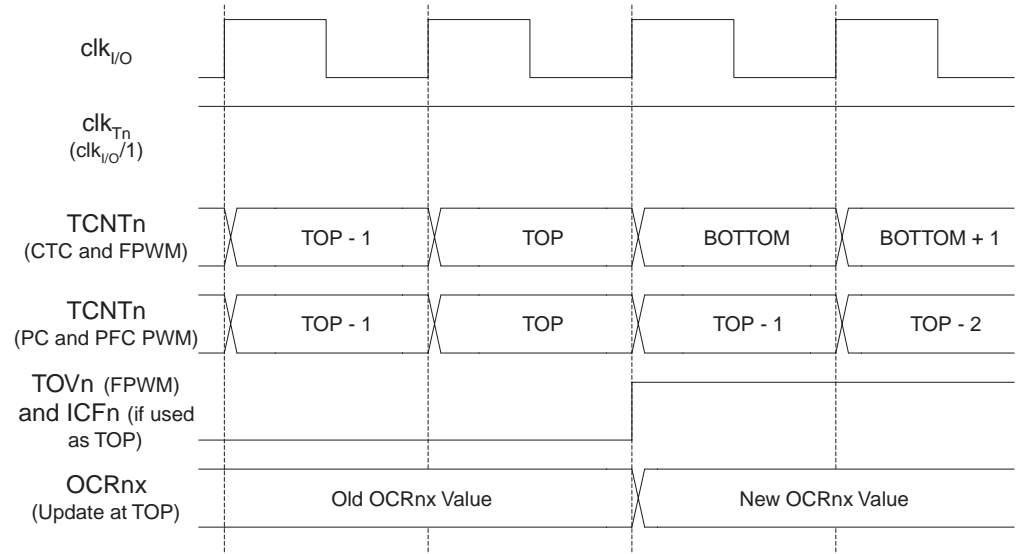 clkI/O
clkTn
(clkI/O/1)
TCNTn
(CTC and FPWM)
TOP - 1
TOP
BOTTOM
BOTTOM + 1
TCNTn
(PC and PFC PWM)
TOP - 1
TOP
TOP - 1
TOP - 2
TOVn (FPWM)
and ICFn (if used
as TOP)
OCRnx
(Update at TOP)
Old OCRnx Value
New OCRnx Value